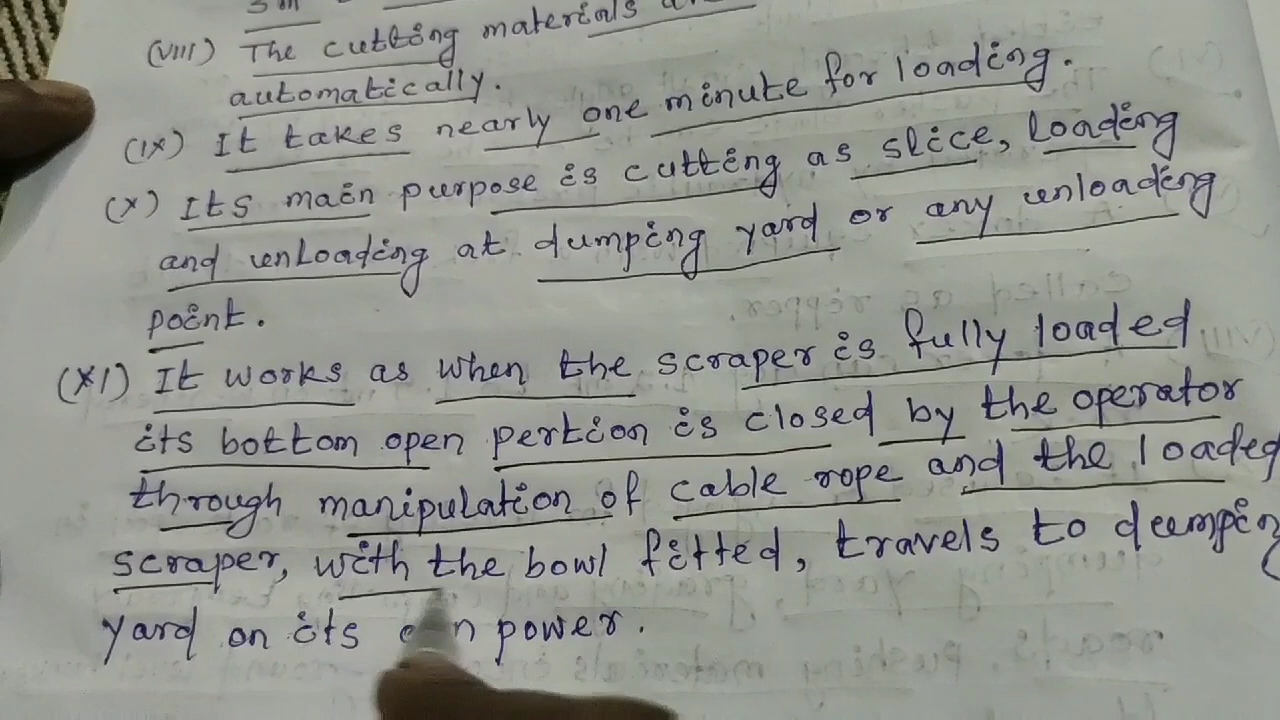 (VIII) The cutting materials
automatically.
(IX) It takes nearly one minute for loading.
(X) Its main purpose is cutting as slice, loading
and unloading at dumping yard or any unloading
point.
(XI) It works as when the scraper is fully loaded
its bottom open pertion is closed by the operator
through manipulation of cable rope and the loaded
scraper, with the bowl fitted, travels to dumpin
yard on its power.